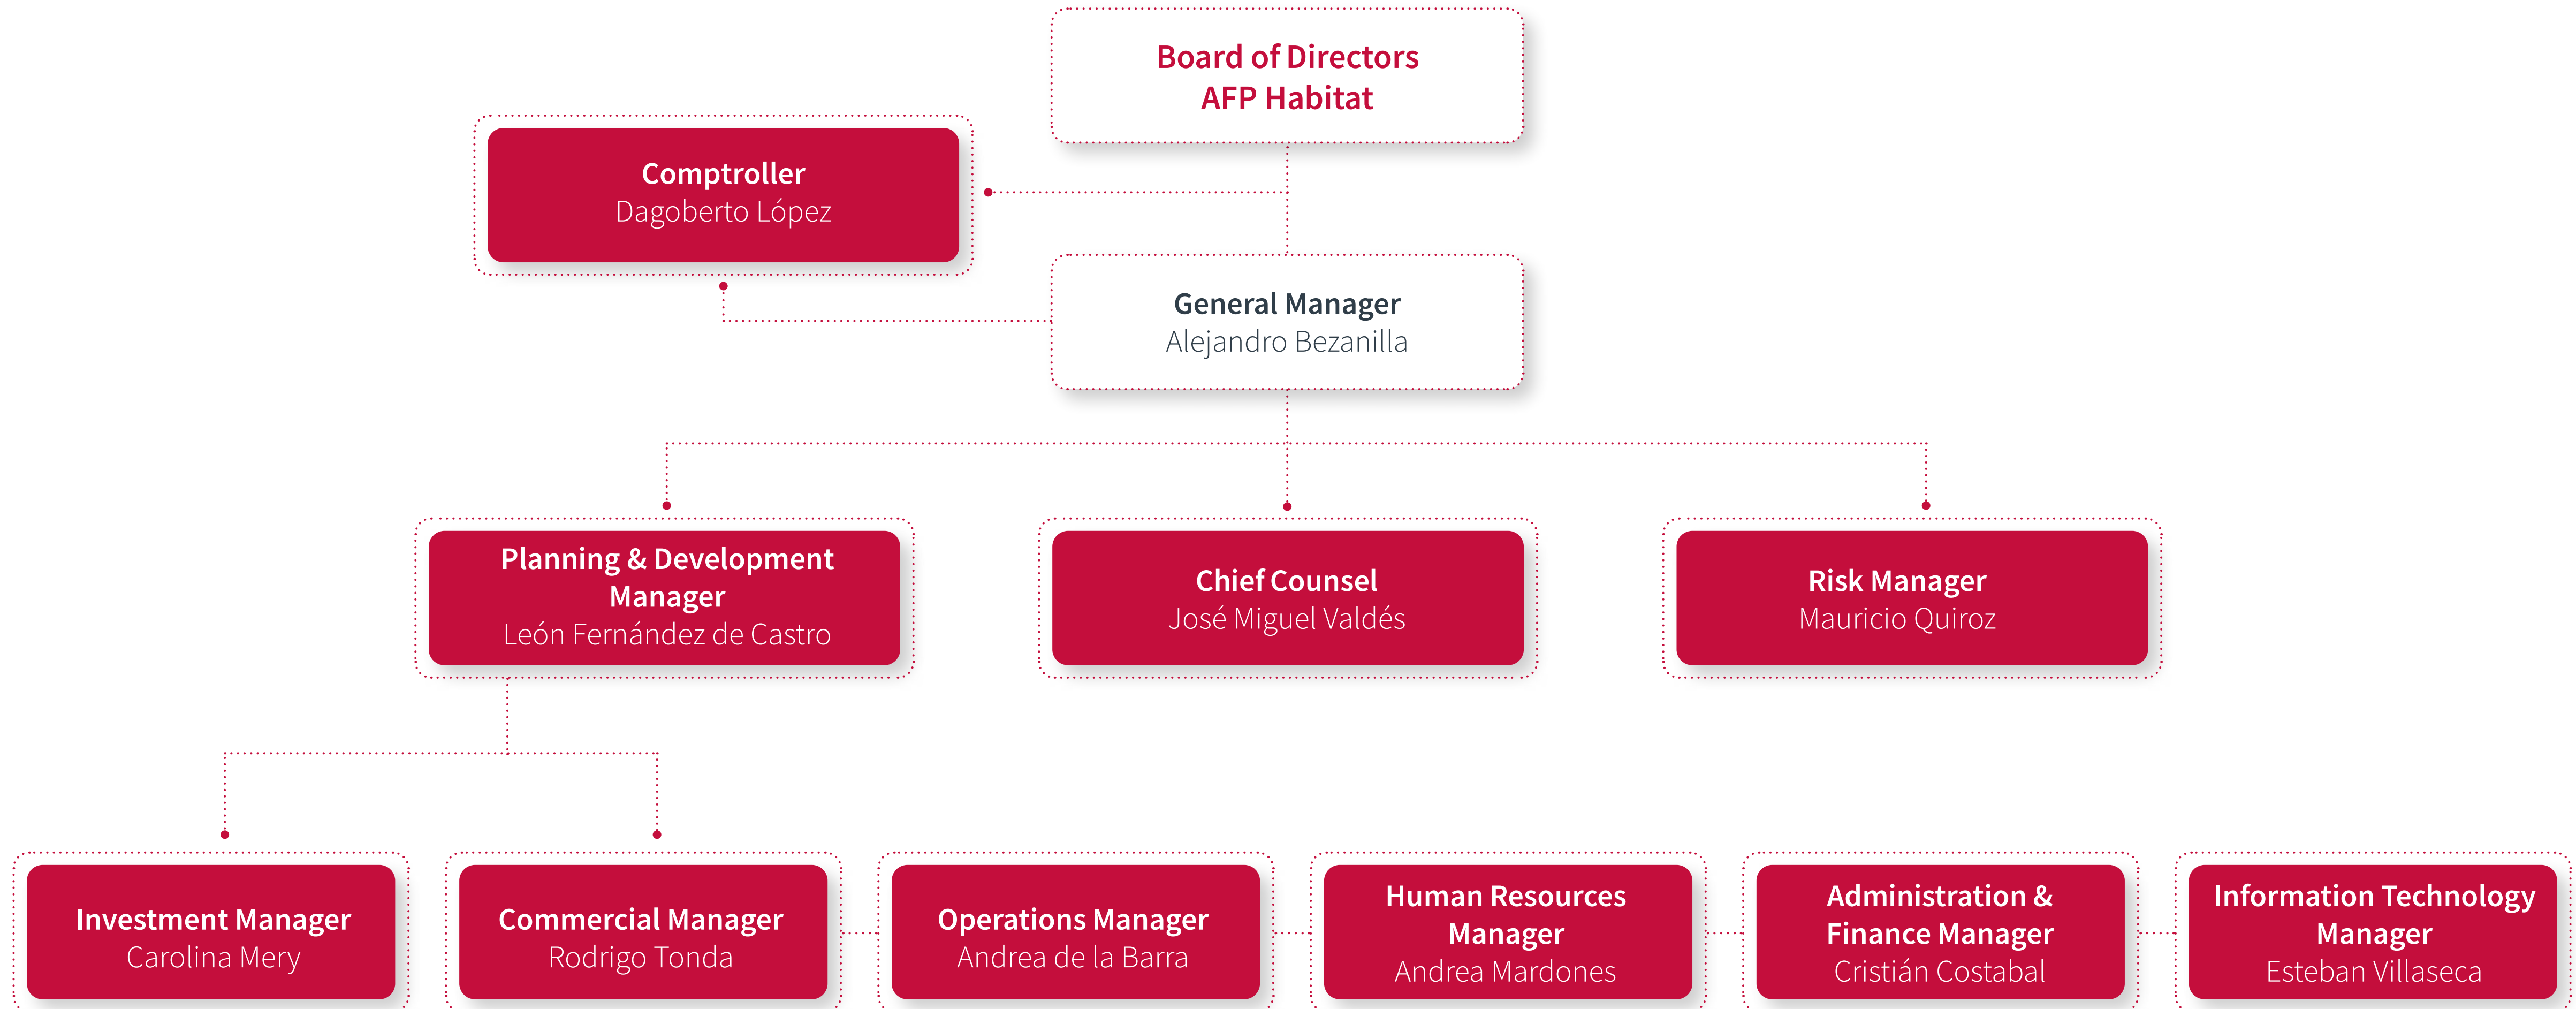 Board of Directors
AFP Habitat
Comptroller
Dagoberto López
General Manager
Alejandro Bezanilla
Planning & Development
Manager
León Fernández de Castro
Chief Counsel
José Miguel Valdés
Risk Manager
Mauricio Quiroz
Investment Manager
Carolina Mery
Commercial Manager
Rodrigo Tonda
Operations Manager
Andrea de la Barra
Human Resources
Manager
Andrea Mardones
Administration &
Finance Manager
Cristián Costabal
Information Technology
Manager
Esteban Villaseca